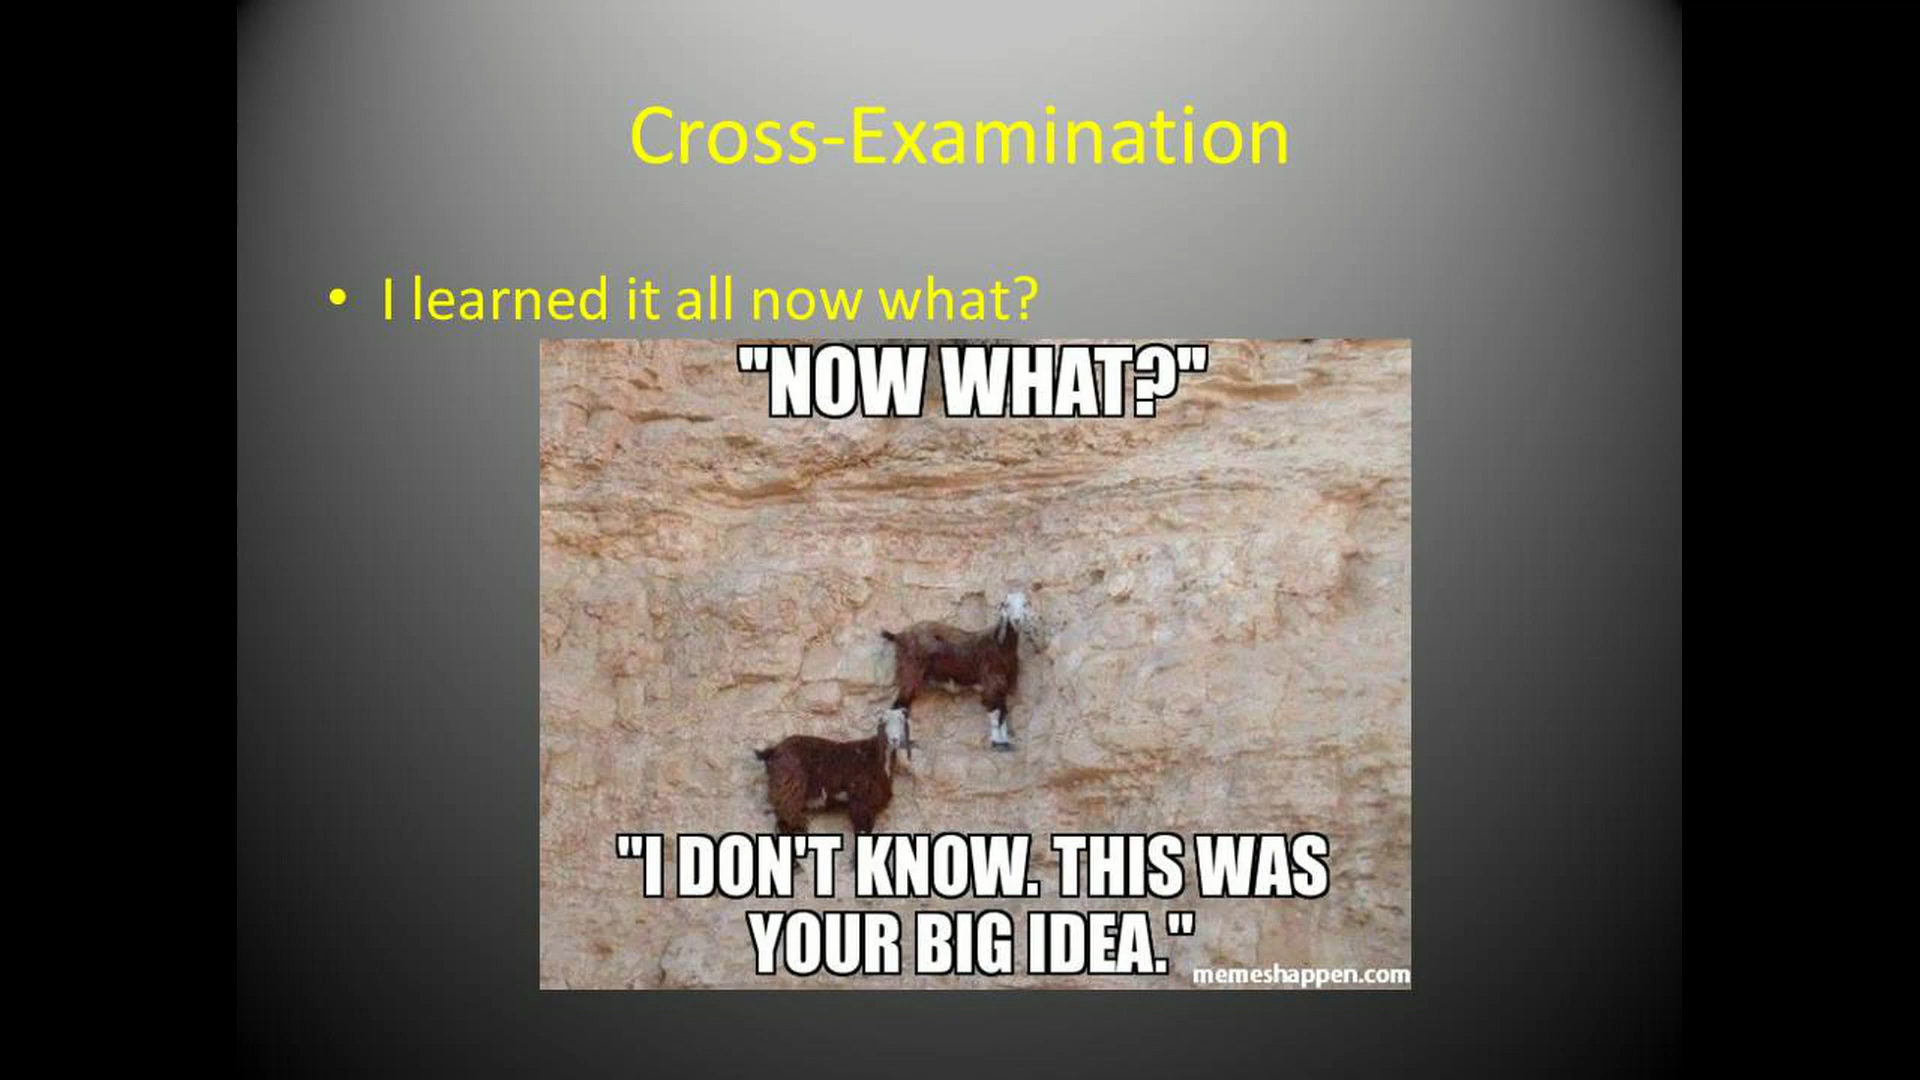 Cross-Examination
• I learned it all now what?
"NOW WHAT?"
"I DON'T KNOW. THIS WAS
YOUR BIG IDEA."
memeshappen.com